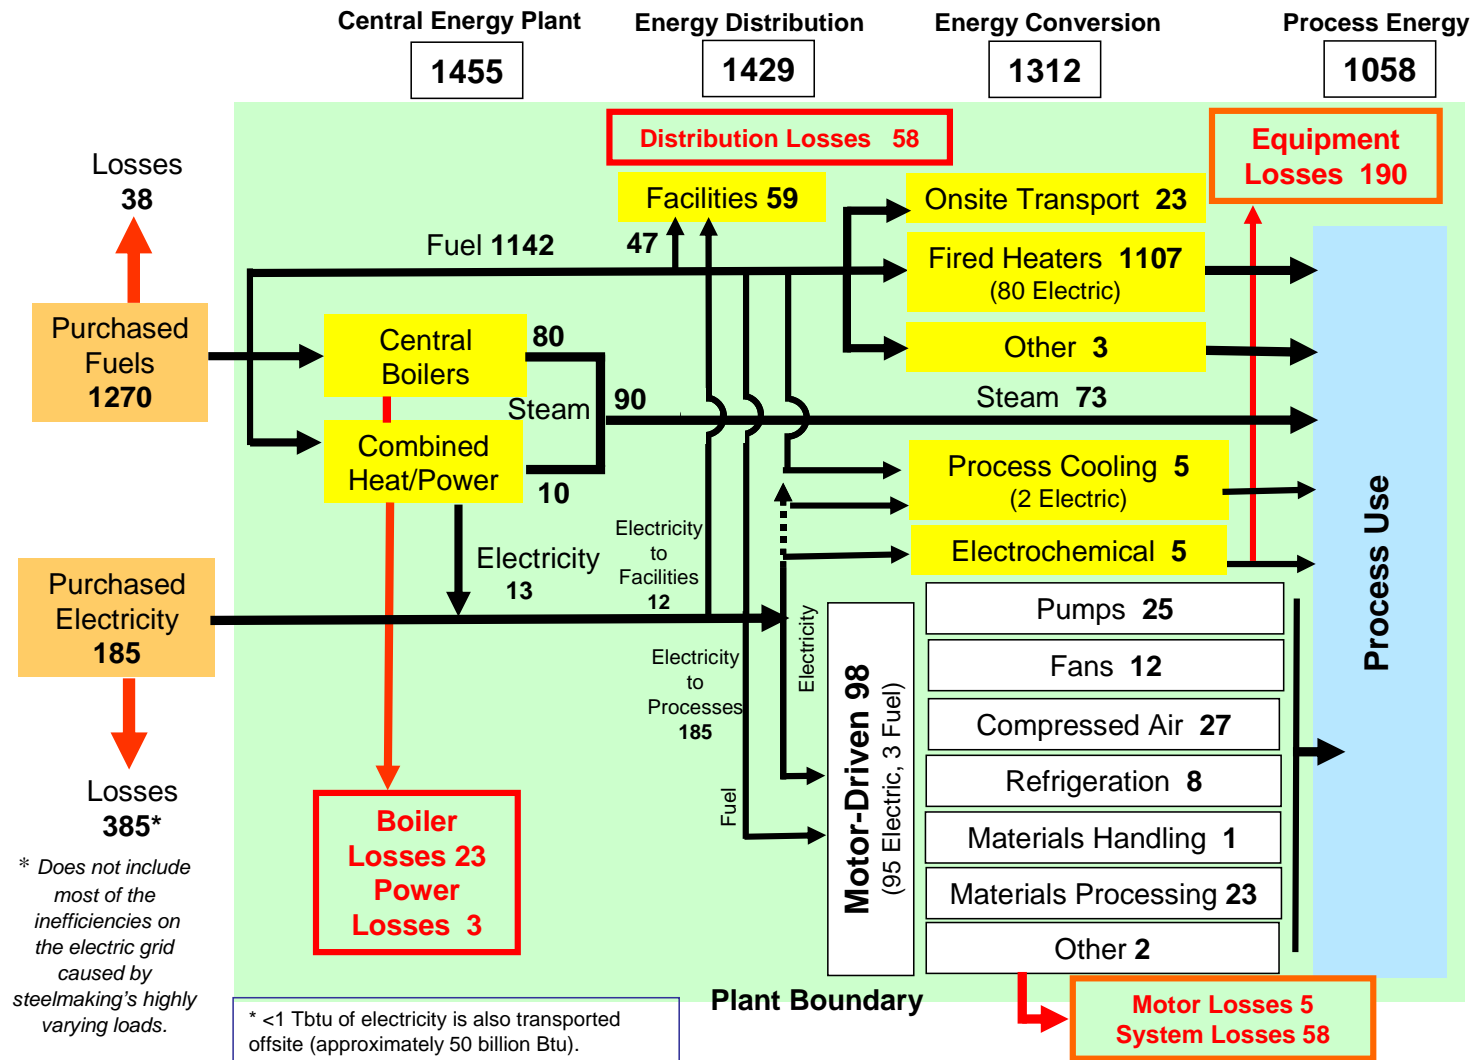 Central Energy Plant
1455
Energy Distribution
1429
Energy Conversion
1312
Process Energy
1058
Distribution Losses 58
Equipment
Losses 190
Losses
38
Facilities 59
Onsite Transport 23
Fuel 1142
47
Fired Heaters 1107
(80 Electric)
Purchased
Fuels
1270
Central
Boilers
80
Other 3
Steam
90
Steam 73
Combined
Heat/Power
10
Process Cooling 5
(2 Electric)
Electricity
to
Facilities
12
Electricity
13
Electrochemical 5
Purchased
Electricity
185
Electricity
Electricity
to
Processes
185
Fuel
Motor-Driven 98
(95 Electric, 3 Fuel)
Pumps 25
Fans 12
Compressed Air 27
Refrigeration 8
Materials Handling 1
Materials Processing 23
Other 2
Process Use
Losses
385*
* Does not include
most of the
inefficiencies on
the electric grid
caused by
steelmaking's highly
varying loads.
Boiler
Losses 23
Power
Losses 3
Plant Boundary
Motor Losses 5
System Losses 58
* <1 Tbtu of electricity is also transported
offsite (approximately 50 billion Btu).